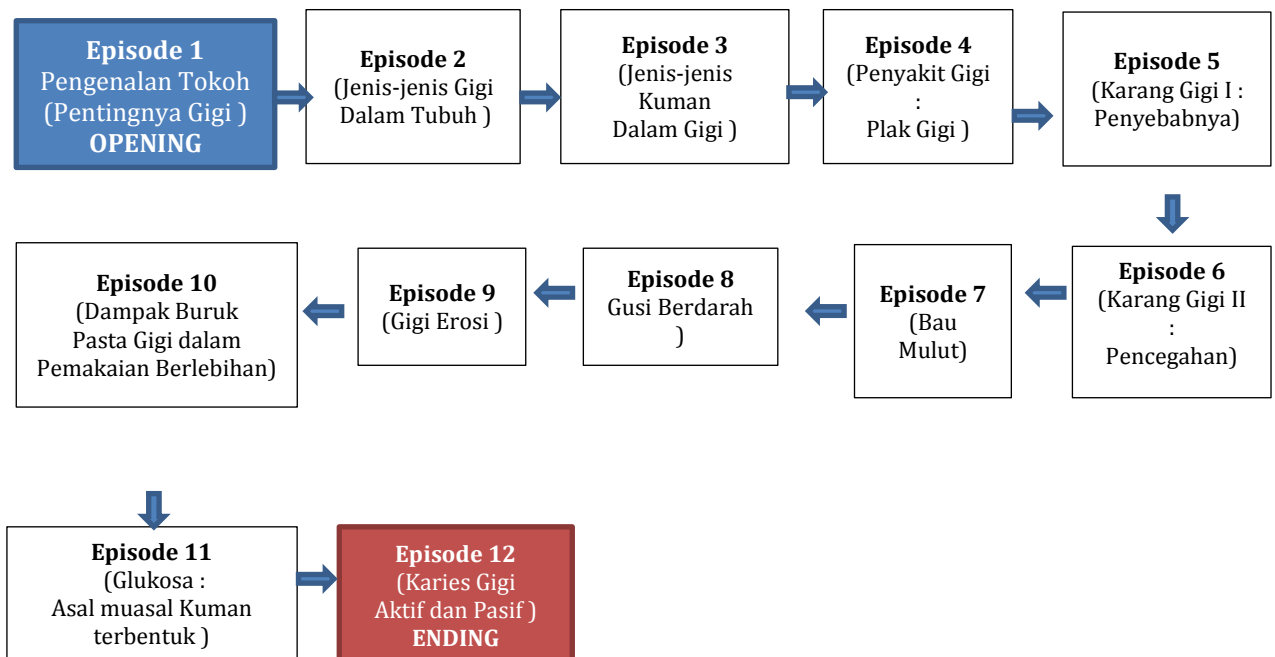 Episode 1
Pengenalan Tokoh
(Pentingnya Gigi )
OPENING
Episode 2
(Jenis-jenis Gigi
Dalam Tubuh )
Episode 3
(Jenis-jenis
Kuman
Dalam Gigi )
Episode 4
(Penyakit Gigi
:
Plak Gigi )
Episode 5
(Karang Gigi I :
Penyebabnya)
Episode 6
(Karang Gigi II
:
Pencegahan)
Episode 7
(Bau
Mulut)
Episode 8
Gusi Berdarah
)
Episode 9
(Gigi Erosi )
Episode 10
(Dampak Buruk
Pasta Gigi dalam
Pemakaian Berlebihan)
Episode 11
(Glukosa :
Asal muasal Kuman
terbentuk )
Episode 12
(Karies Gigi
Aktif dan Pasif )
ENDING